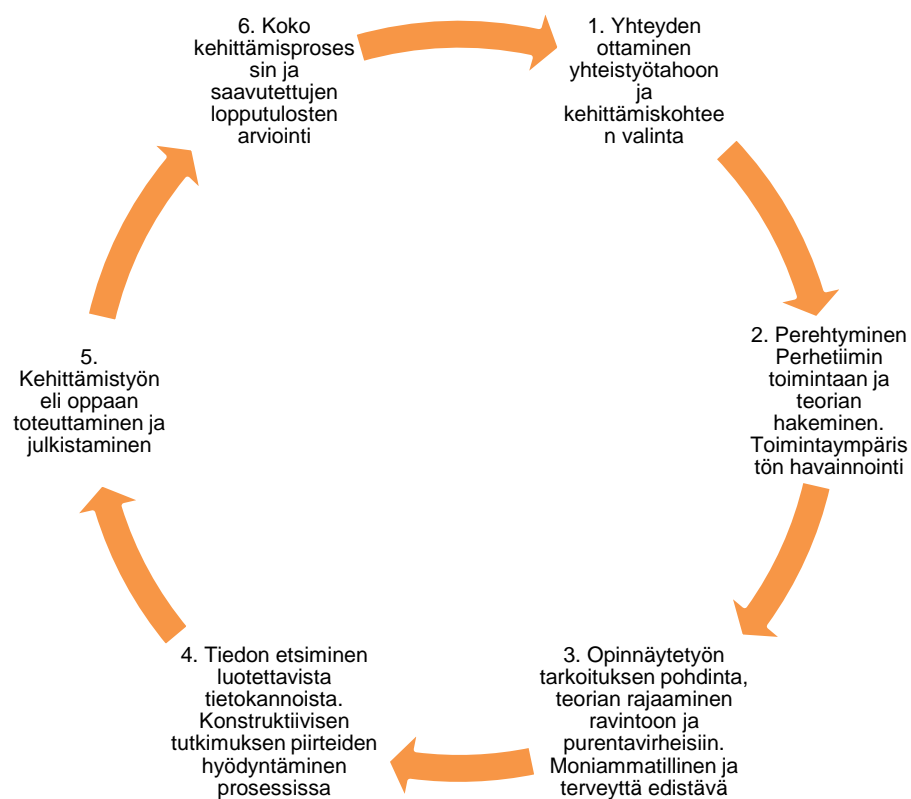 1. Yhteyden
ottaminen
yhteistyötahoon
ja
kehittämiskohtee
n valinta
2. Perehtyminen
Perhetiimin
toimintaan ja
teorian
hakeminen.
Toimintaympäris
tön havainnointi
3. Opinnäytetyön
tarkoituksen pohdinta,
teorian rajaaminen
ravintoon ja
purentavirheisiin.
Moniammatillinen ja
terveyttä edistävä
4. Tiedon etsiminen
luotettavista
tietokannoista.
Konstruktiivisen
tutkimuksen piirteiden
hyödyntäminen
prosessissa
5.
Kehittämistyön
eli oppaan
toteuttaminen ja
julkistaminen
6. Koko
kehittämisproses
sin ja
saavutettujen
lopputulosten
arviointi